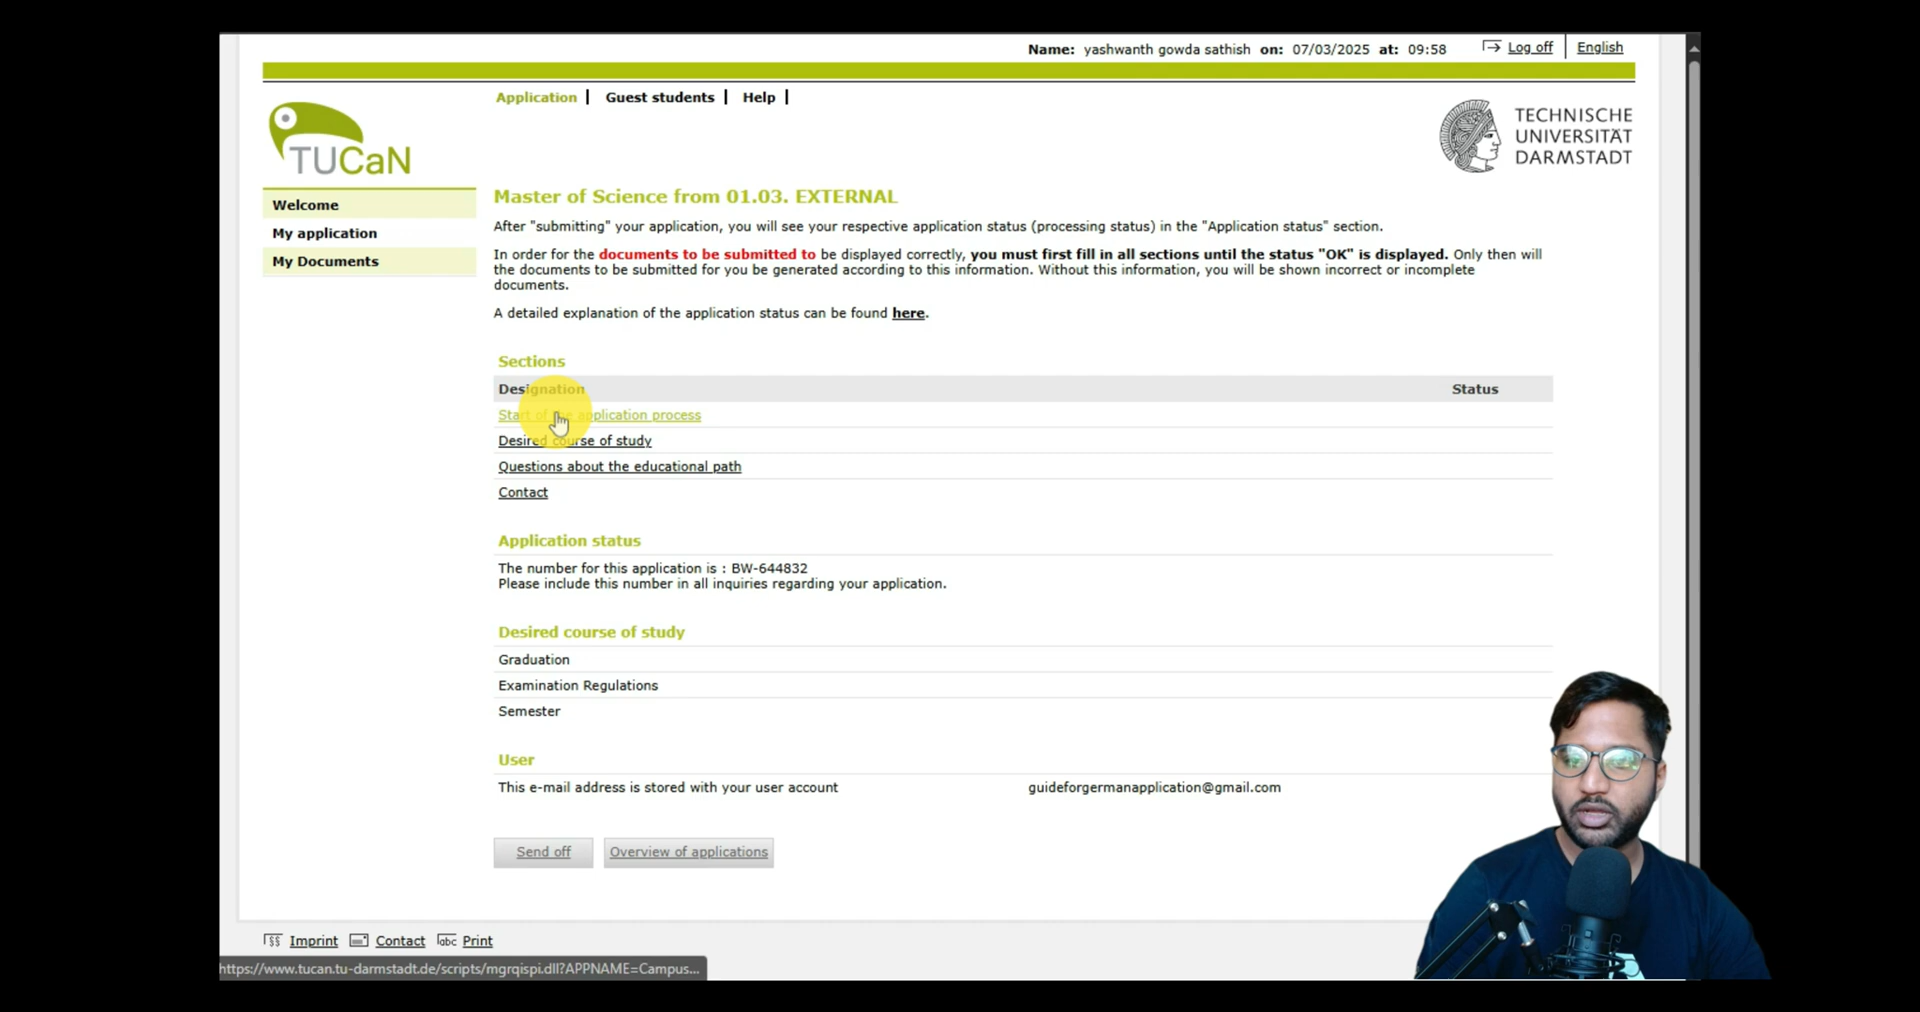 Name: yashwanth gowda sathish on: 07/03/2025 at: 09:58 Log off English
Application Guest students Help
TUCaN
TECHNISCHE
UNIVERSITÄT
DARMSTADT
Welcome
My application
My Documents
Master of Science from 01.03. EXTERNAL
After "submitting" your application, you will see your respective application status (processing status) in the "Application status" section.
In order for the documents to be submitted to be displayed correctly, you must first fill in all sections until the status "OK" is displayed. Only then will
the documents to be submitted for you be generated according to this information. Without this information, you will be shown incorrect or incomplete
documents.
A detailed explanation of the application status can be found here.
Sections
Designation Status
Start of the application process
Desired course of study
Questions about the educational path
Contact
Application status
The number for this application is : BW-644832
Please include this number in all inquiries regarding your application.
Desired course of study
Graduation
Examination Regulations
Semester
User
This e-mail address is stored with your user account guideforgermanapplication@gmail.com
Send off Overview of applications
§§ Imprint Contact abc Print
https://www.tucan.tu-darmstadt.de/scripts/mgrqispi.dll?APPNAME=Campus...